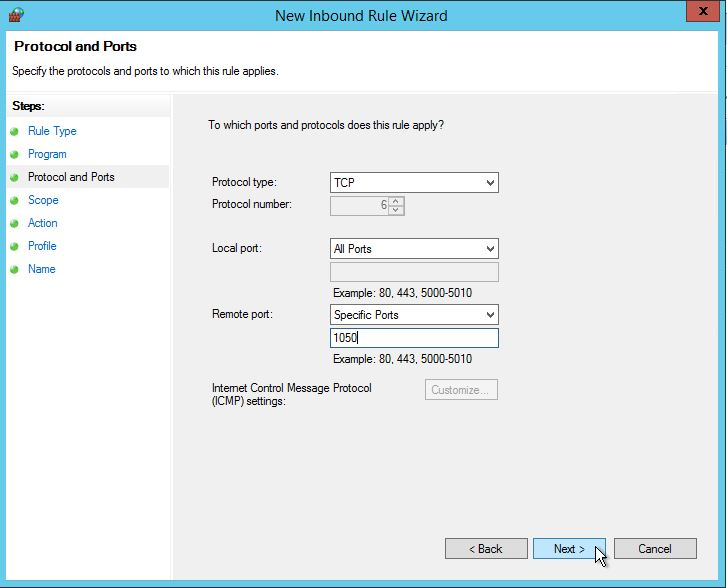 New Inbound Rule Wizard
x
Protocol and Ports
Specify the protocols and ports to which this rule applies.
Steps:
Rule Type
Program
Protocol and Ports
Scope
Action
Profile
Name
To which ports and protocols does this rule apply?
Protocol type: TCP
Protocol number: 6
Local port: All Ports
Example: 80, 443, 5000-5010
Remote port: Specific Ports
1050
Example: 80, 443, 5000-5010
Internet Control Message Protocol
(ICMP) settings:
Customize...
< Back Next > Cancel